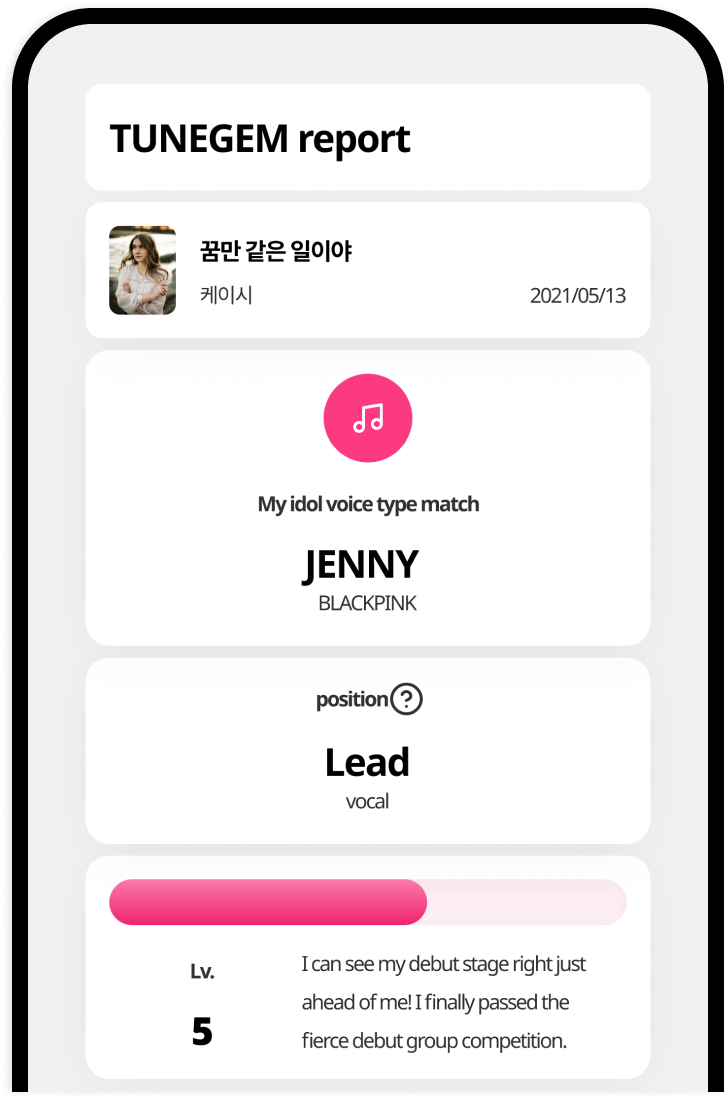 TUNEGEM report
꿈만 같은 일이야
케이시 2021/05/13
My idol voice type match
JENNY
BLACKPINK
position?
Lead
vocal
Lv.
5
I can see my debut stage right just
ahead of me! I finally passed the
fierce debut group competition.